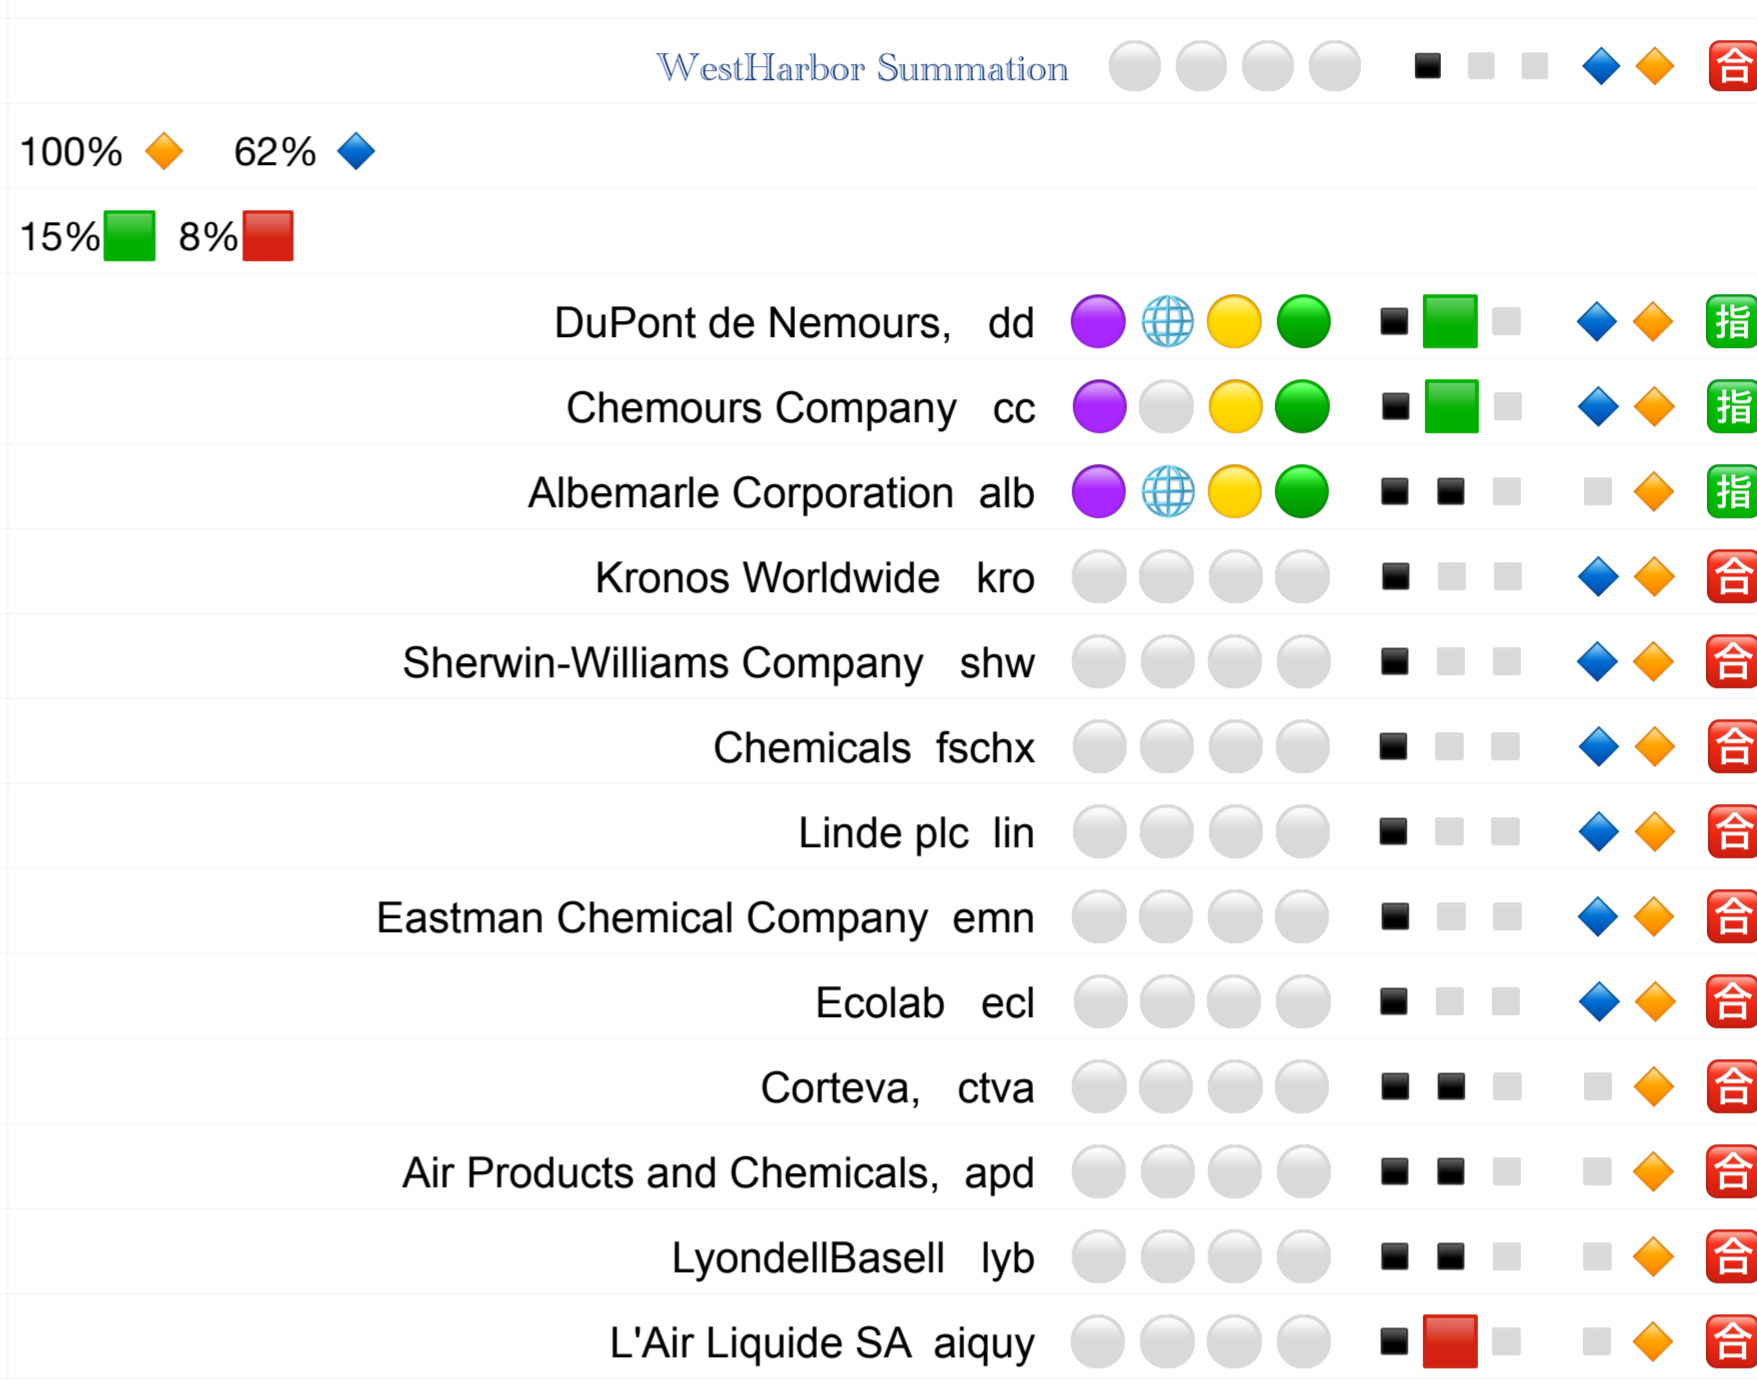 WestHarbor Summation 合
100% 62%
15% 8%
DuPont de Nemours, dd 指
Chemours Company cc 指
Albemarle Corporation alb 指
Kronos Worldwide kro 合
Sherwin-Williams Company shw 合
Chemicals fschx 合
Linde plc lin 合
Eastman Chemical Company emn 合
Ecolab ecl 合
Corteva, ctva 合
Air Products and Chemicals, apd 合
LyondellBasell lyb 合
L'Air Liquide SA aiquy 合